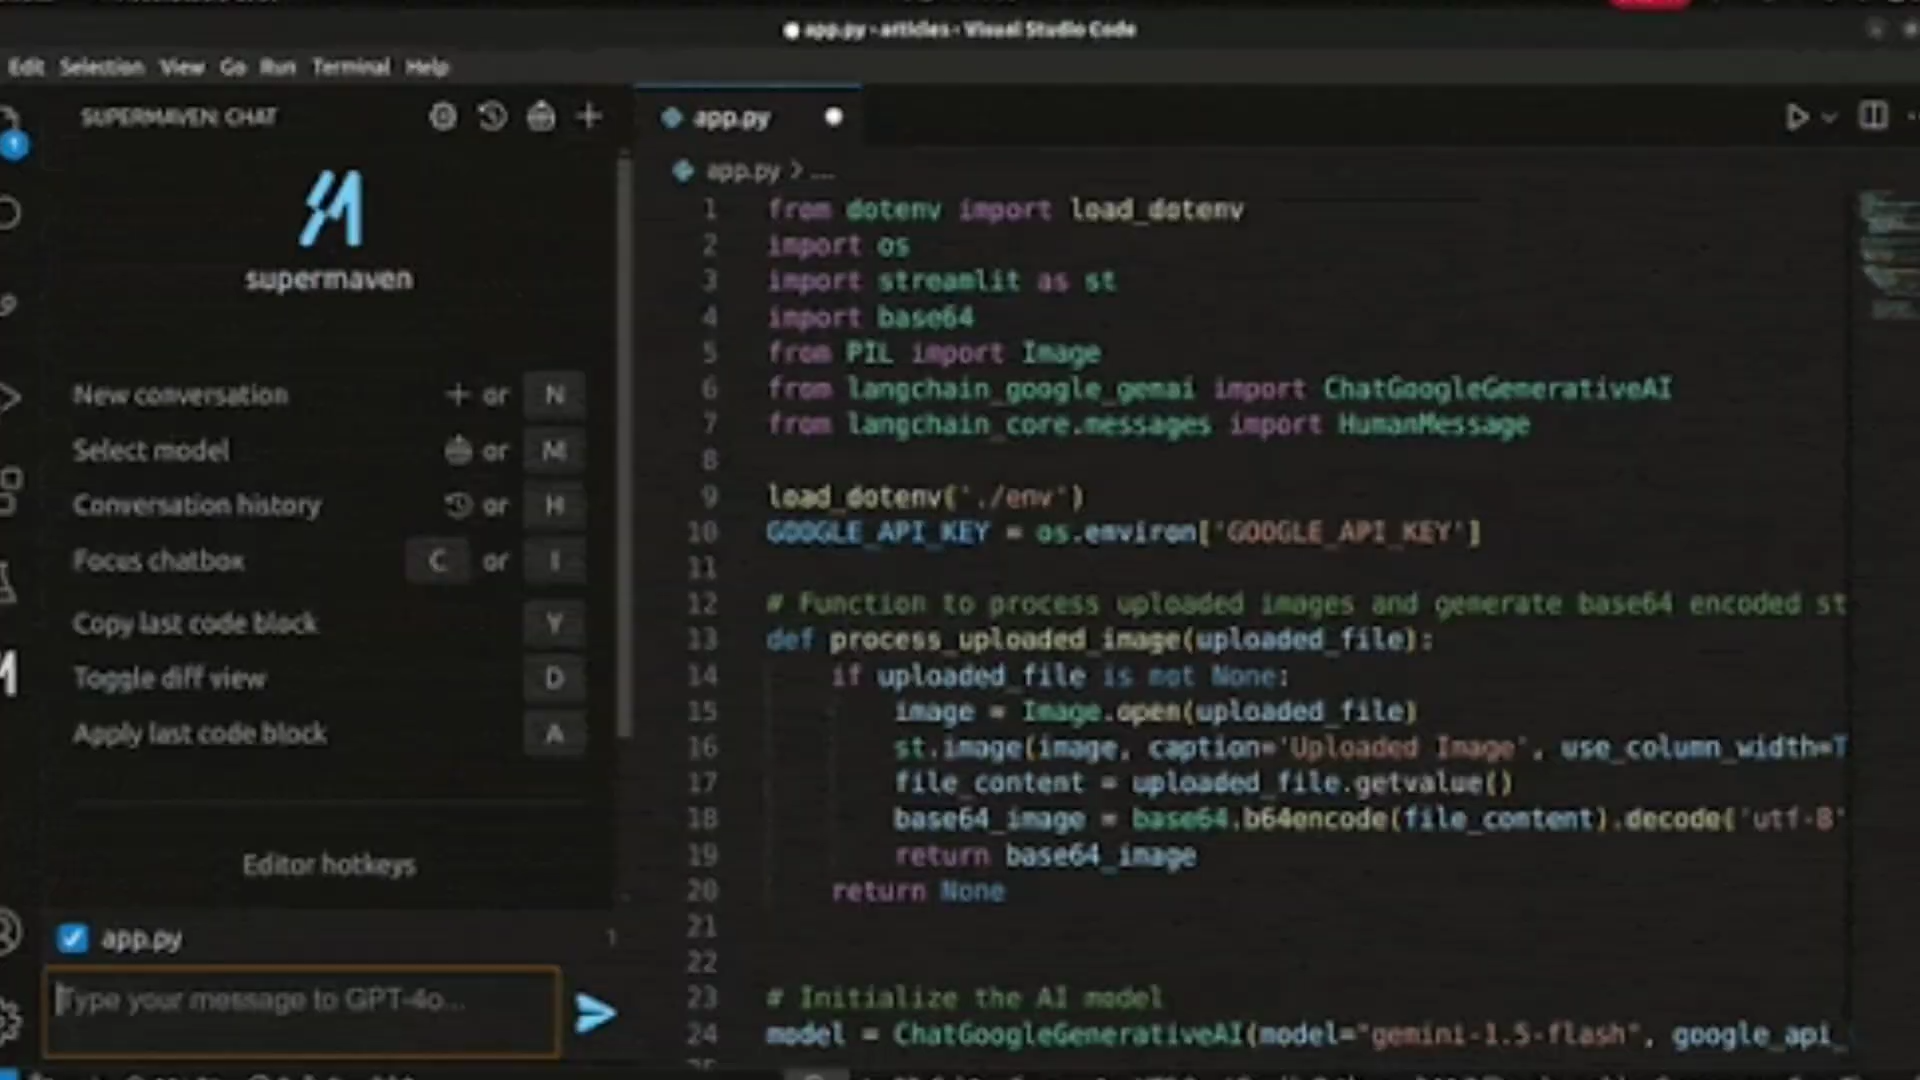 app.py - articles - Visual Studio Code
Edit Selection View Go Run Terminal Help
SUPERMAVEN: CHAT
supermaven
New conversation + or N
Select model or M
Conversation history or H
Focus chatbox C or I
Copy last code block Y
Toggle diff view D
Apply last code block A
Editor hotkeys
app.py 1
Type your message to GPT-4o...
app.py
app.py > ...
1 from dotenv import load_dotenv
2 import os
3 import streamlit as st
4 import base64
5 from PIL import Image
6 from langchain_google_genai import ChatGoogleGenerativeAI
7 from langchain_core.messages import HumanMessage
8
9 load_dotenv('./env')
10 GOOGLE_API_KEY = os.environ['GOOGLE_API_KEY']
11
12 # Function to process uploaded images and generate base64 encoded st
13 def process_uploaded_image(uploaded_file):
14 if uploaded_file is not None:
15 image = Image.open(uploaded_file)
16 st.image(image, caption='Uploaded Image', use_column_width=T
17 file_content = uploaded_file.getvalue()
18 base64_image = base64.b64encode(file_content).decode('utf-8'
19 return base64_image
20 return None
21
22
23 # Initialize the AI model
24 model = ChatGoogleGenerativeAI(model="gemini-1.5-flash", google_api_